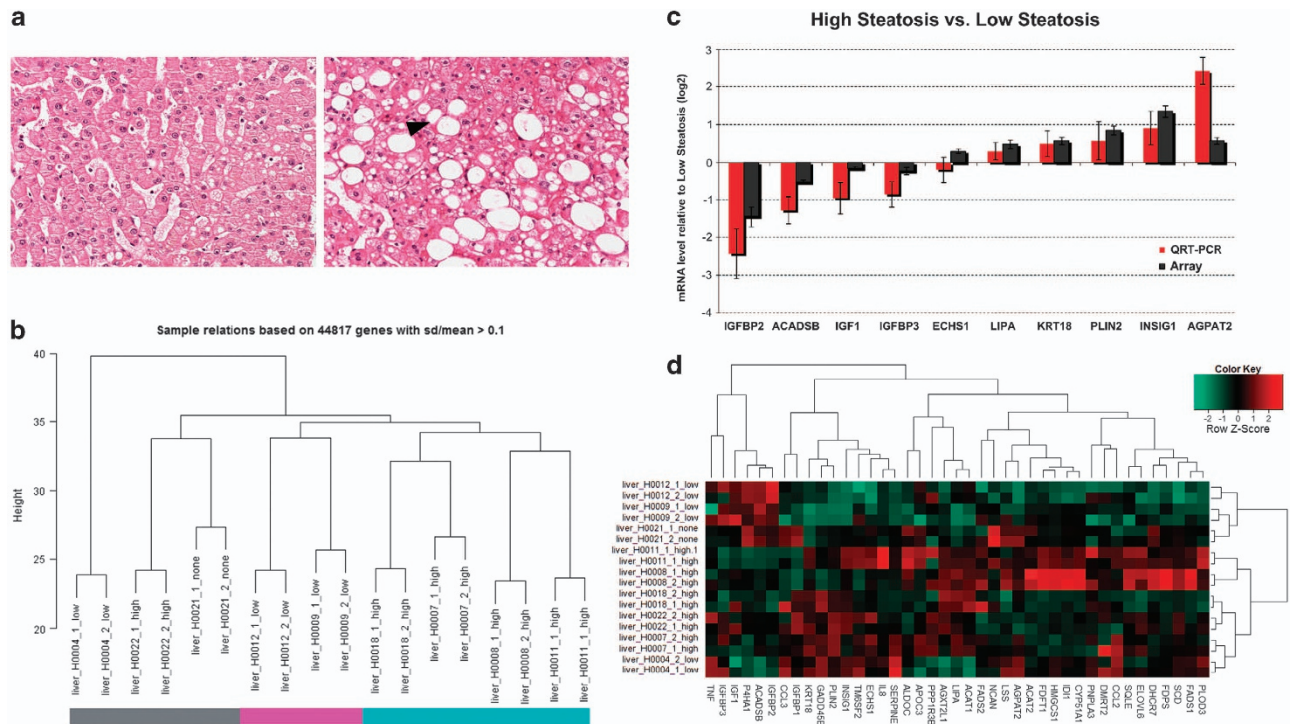 a
b
Sample relations based on 44817 genes with sd/mean > 0.1
Height
40
35
30
25
20
liver_H0004_1_low
liver_H0004_2_low
liver_H0022_1_high
liver_H0022_2_high
liver_H0021_1_none
liver_H0021_2_none
liver_H0012_1_low
liver_H0012_2_low
liver_H0009_1_low
liver_H0009_2_low
liver_H0018_1_high
liver_H0018_2_high
liver_H0007_1_high
liver_H0007_2_high
liver_H0008_1_high
liver_H0008_2_high
liver_H0011_1_high
liver_H0011_1_high
c
High Steatosis vs. Low Steatosis
mRNA level relative to Low Steatosis (log2)
3
2
1
0
-1
-2
-3
-4
QRT-PCR
Array
IGFBP2 ACADSB IGF1 IGFBP3 ECHS1 LIPA KRT18 PLIN2 INSIG1 AGPAT2
d
Color Key
-2 -1 0 1 2
Row Z-Score
liver_H0012_1_low
liver_H0012_2_low
liver_H0009_1_low
liver_H0009_2_low
liver_H0021_1_none
liver_H0021_2_none
liver_H0011_1_high.1
liver_H0011_1_high
liver_H0008_1_high
liver_H0008_2_high
liver_H0018_2_high
liver_H0018_1_high
liver_H0022_2_high
liver_H0022_1_high
liver_H0007_2_high
liver_H0007_1_high
liver_H0004_2_low
liver_H0004_1_low
TNF
IGFBP3
IGF1
P4HA1
ACADSB
IGFBP2
CCL3
IGFBP1
KRT18
GADD45B
PLIN2
INSIG1
TM6SF2
ECHS1
IL8
SERPINE
ALDOC
APOC3
PPP1R3B
AGXT2L1
LIPA
ACAT1
FADS2
NCAN
LSS
AGPAT2
ACAT2
FDFT1
HMGCS1
IDI1
CYP51A1
PNPLA3
DMRT1
CCL2
SQLE
ELOVL6
DHCR7
FDPS
SCD
FADS1
PLOD3